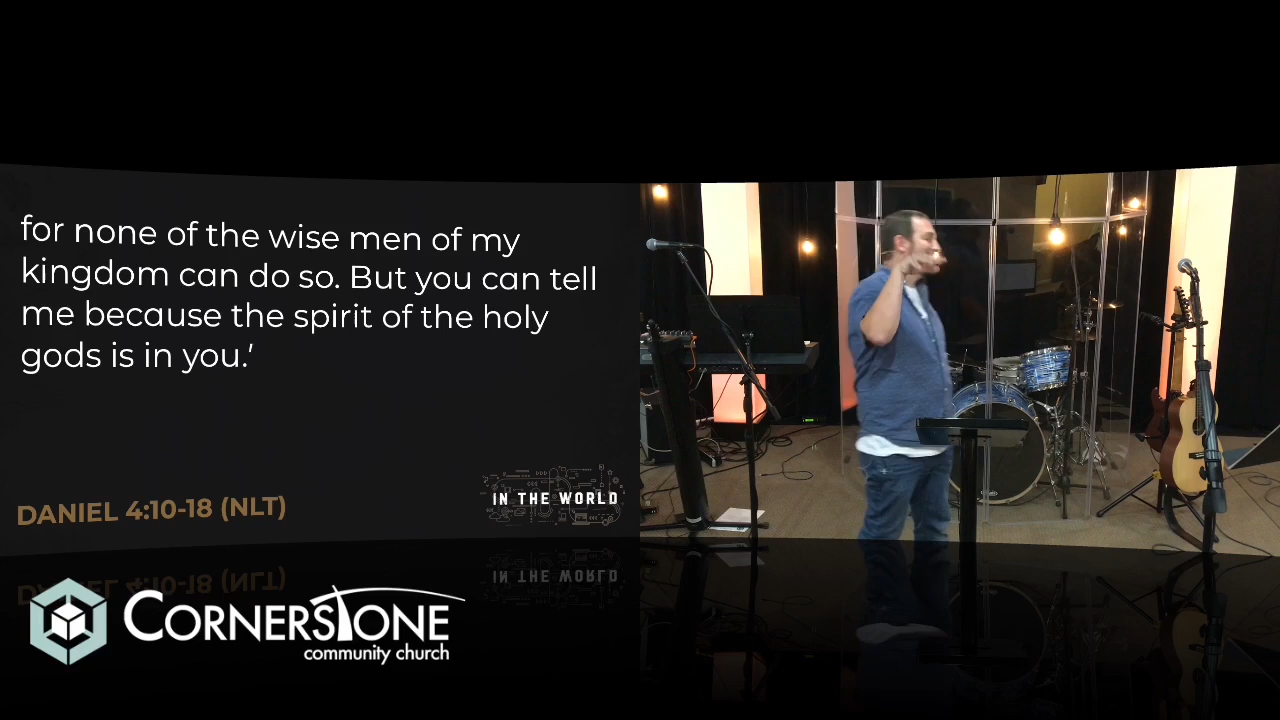 for none of the wise men of my
kingdom can do so. But you can tell
me because the spirit of the holy
gods is in you.'
DANIEL 4:10-18 (NLT)
IN THE WORLD
CORNERSTONE
community church